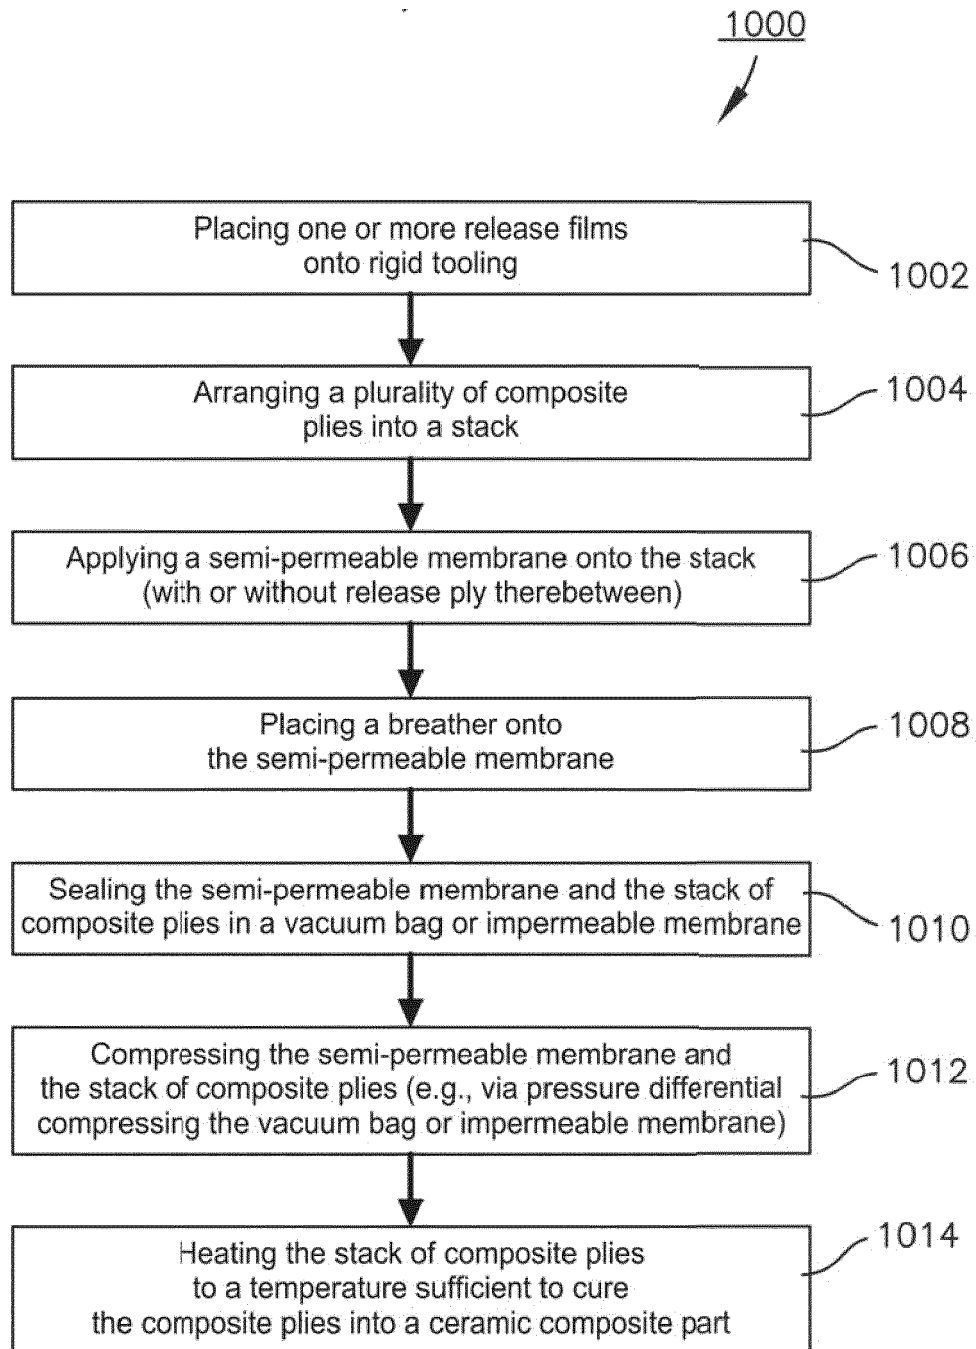 1000
Placing one or more release films
onto rigid tooling
1002
Arranging a plurality of composite
plies into a stack
1004
Applying a semi-permeable membrane onto the stack
(with or without release ply therebetween)
1006
Placing a breather onto
the semi-permeable membrane
1008
Sealing the semi-permeable membrane and the stack of
composite plies in a vacuum bag or impermeable membrane
1010
Compressing the semi-permeable membrane and
the stack of composite plies (e.g., via pressure differential
compressing the vacuum bag or impermeable membrane)
1012
Heating the stack of composite plies
to a temperature sufficient to cure
the composite plies into a ceramic composite part
1014